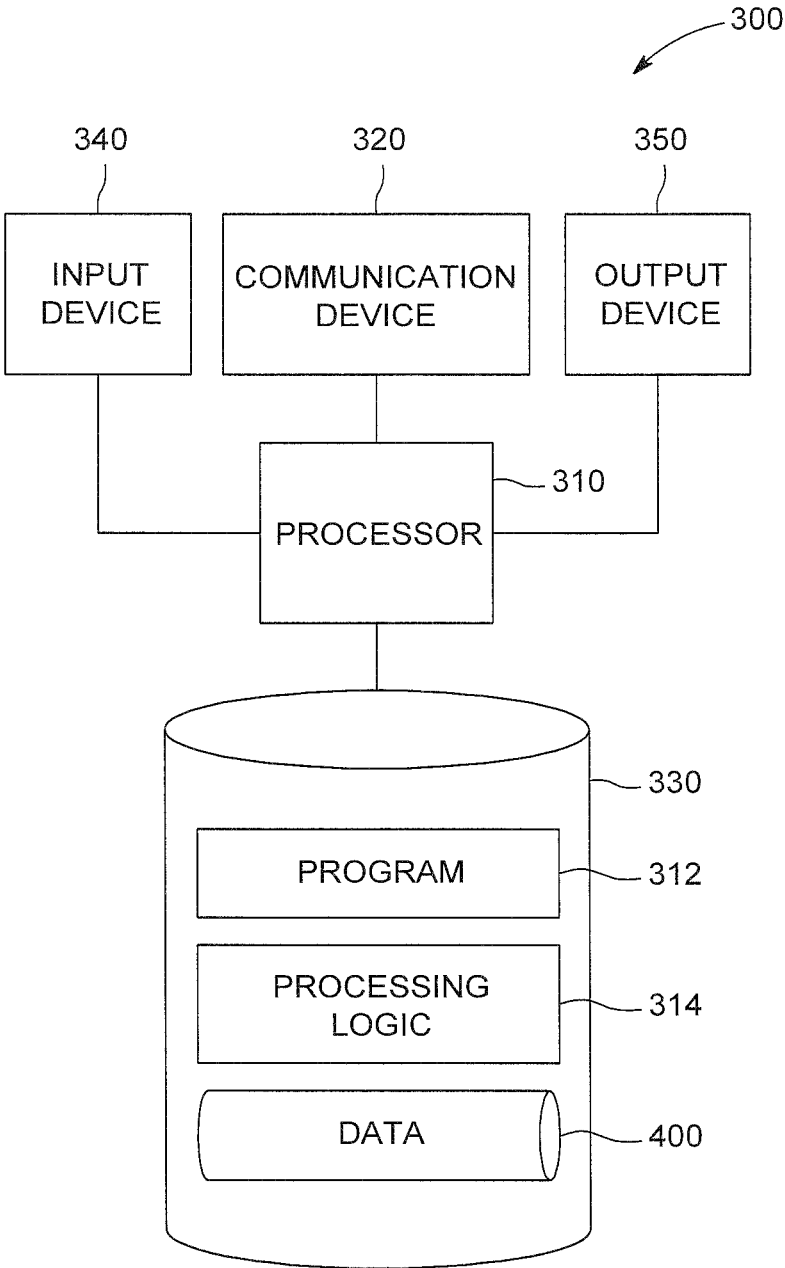 300
340
320
350
INPUT
DEVICE
COMMUNICATION
DEVICE
OUTPUT
DEVICE
310
PROCESSOR
330
PROGRAM
312
PROCESSING
LOGIC
314
DATA
400